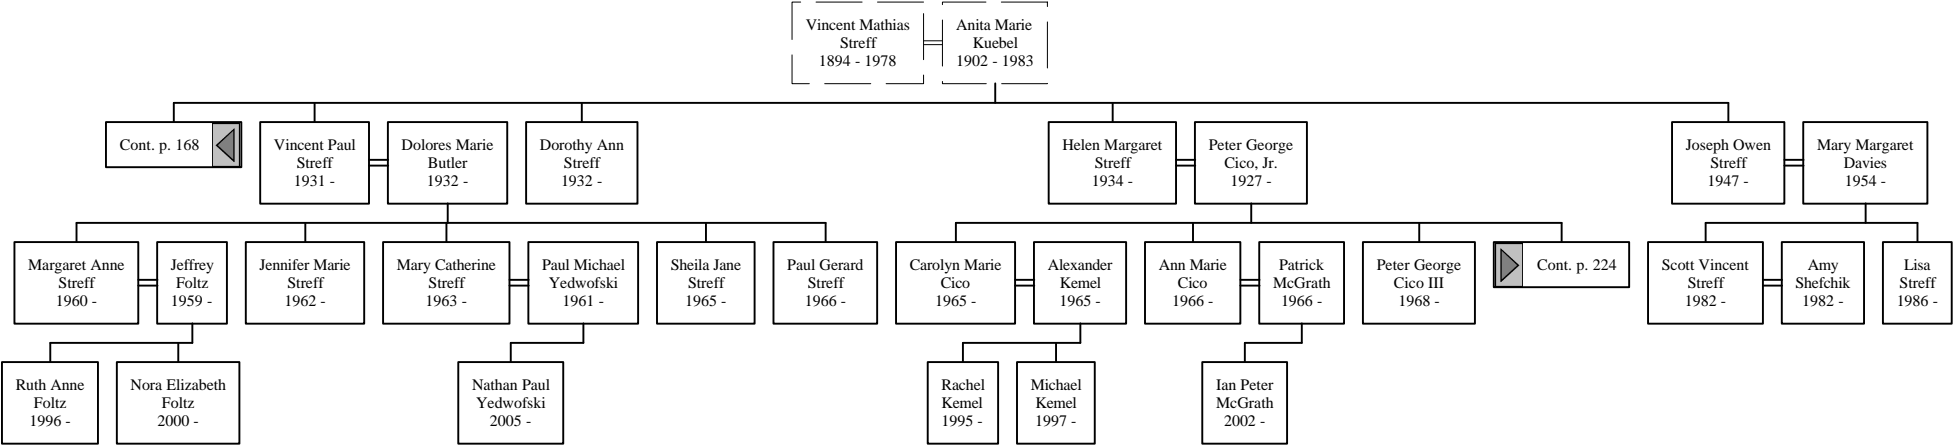 Vincent Mathias
Streff
1894 - 1978
Anita Marie
Kuebel
1902 - 1983
Cont. p. 168
Vincent Paul
Streff
1931 -
Dolores Marie
Butler
1932 -
Dorothy Ann
Streff
1932 -
Helen Margaret
Streff
1934 -
Peter George
Cico, Jr.
1927 -
Joseph Owen
Streff
1947 -
Mary Margaret
Davies
1954 -
Margaret Anne
Streff
1960 -
Jeffrey
Foltz
1959 -
Jennifer Marie
Streff
1962 -
Mary Catherine
Streff
1963 -
Paul Michael
Yedwofski
1961 -
Sheila Jane
Streff
1965 -
Paul Gerard
Streff
1966 -
Carolyn Marie
Cico
1965 -
Alexander
Kemel
1965 -
Ann Marie
Cico
1966 -
Patrick
McGrath
1966 -
Peter George
Cico III
1968 -
Cont. p. 224
Scott Vincent
Streff
1982 -
Amy
Shefchik
1982 -
Lisa
Streff
1986 -
Ruth Anne
Foltz
1996 -
Nora Elizabeth
Foltz
2000 -
Nathan Paul
Yedwofski
2005 -
Rachel
Kemel
1995 -
Michael
Kemel
1997 -
Ian Peter
McGrath
2002 -